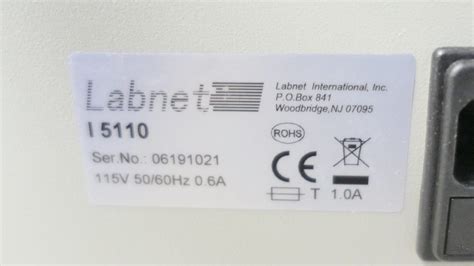 Labnet
Labnet International, Inc.
P.O.Box 841
Woodbridge,NJ 07095
I 5110
ROHS
Ser.No.: 06191021
CE
115V 50/60Hz 0.6A
T 1.0A